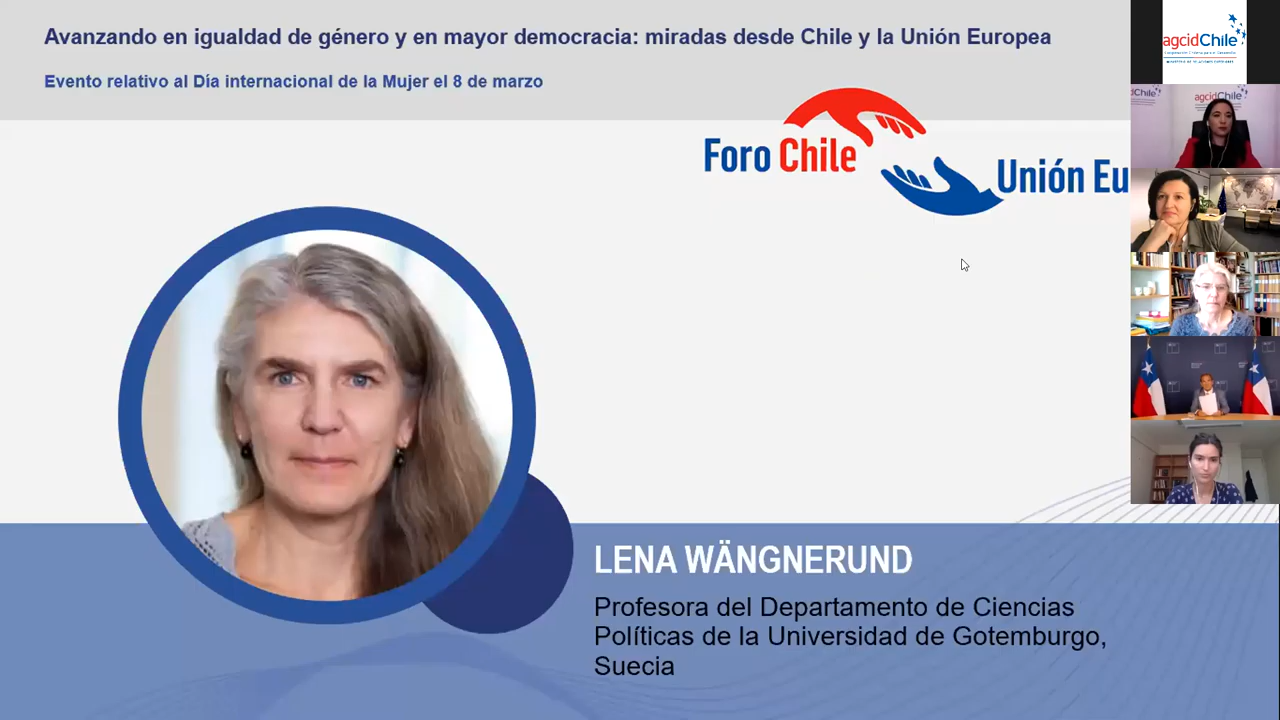 Avanzando en igualdad de género y en mayor democracia: miradas desde Chile y la Unión Europea
Evento relativo al Día internacional de la Mujer el 8 de marzo
agcidChile
Foro Chile
Unión Eu
agcidChile
LENA WÄNGNERUND
Profesora del Departamento de Ciencias
Políticas de la Universidad de Gotemburgo,
Suecia